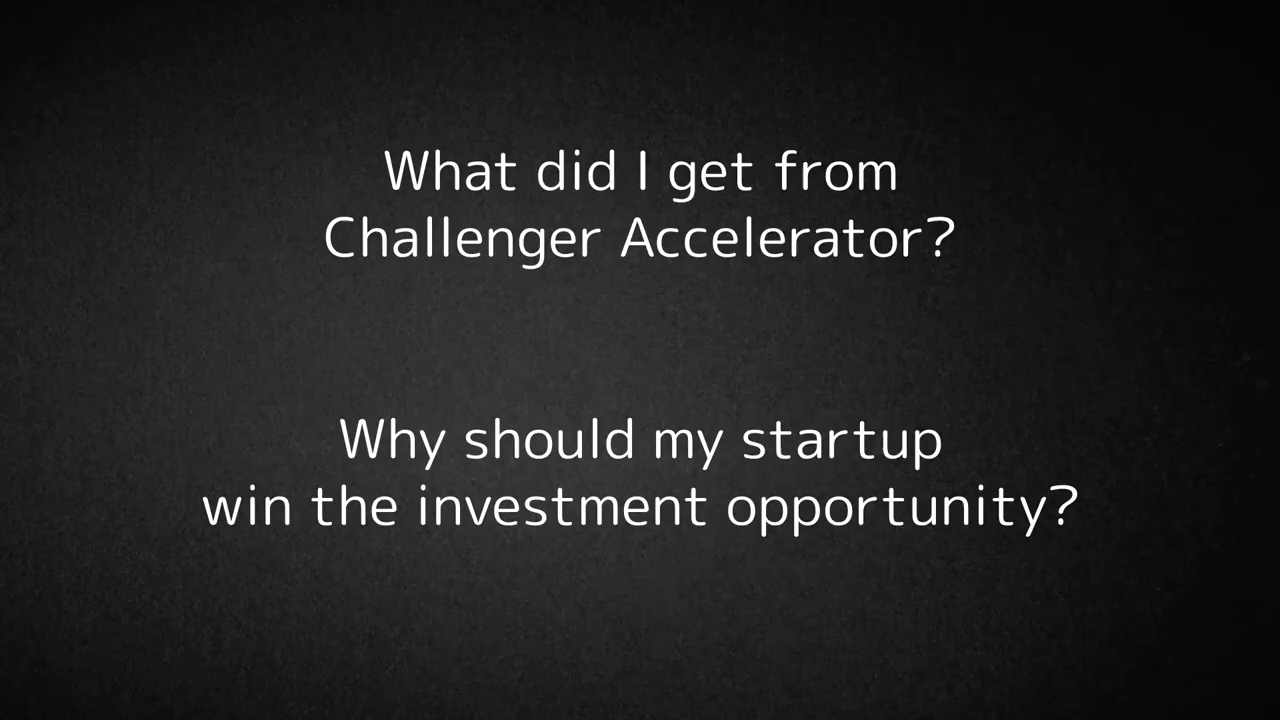 What did I get from
Challenger Accelerator?
Why should my startup
win the investment opportunity?